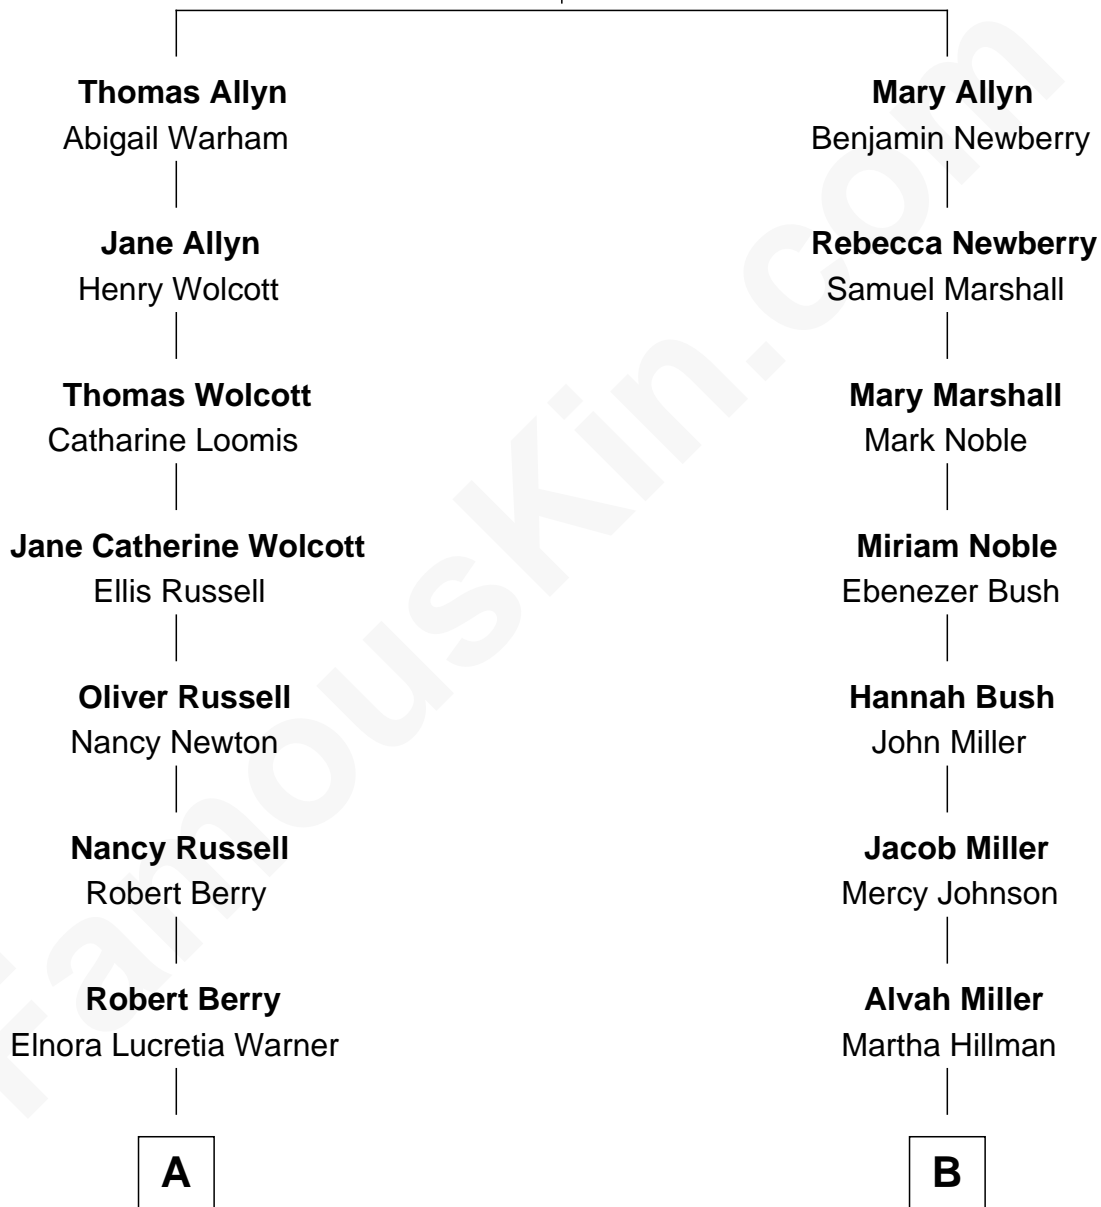 Thomas Allyn
Abigail Warham
Jane Allyn
Henry Wolcott
Thomas Wolcott
Catharine Loomis
Jane Catherine Wolcott
Ellis Russell
Oliver Russell
Nancy Newton
Nancy Russell
Robert Berry
Robert Berry
Elnora Lucretia Warner
A
Mary Allyn
Benjamin Newberry
Rebecca Newberry
Samuel Marshall
Mary Marshall
Mark Noble
Miriam Noble
Ebenezer Bush
Hannah Bush
John Miller
Jacob Miller
Mercy Johnson
Alvah Miller
Martha Hillman
B
FamousKin.com